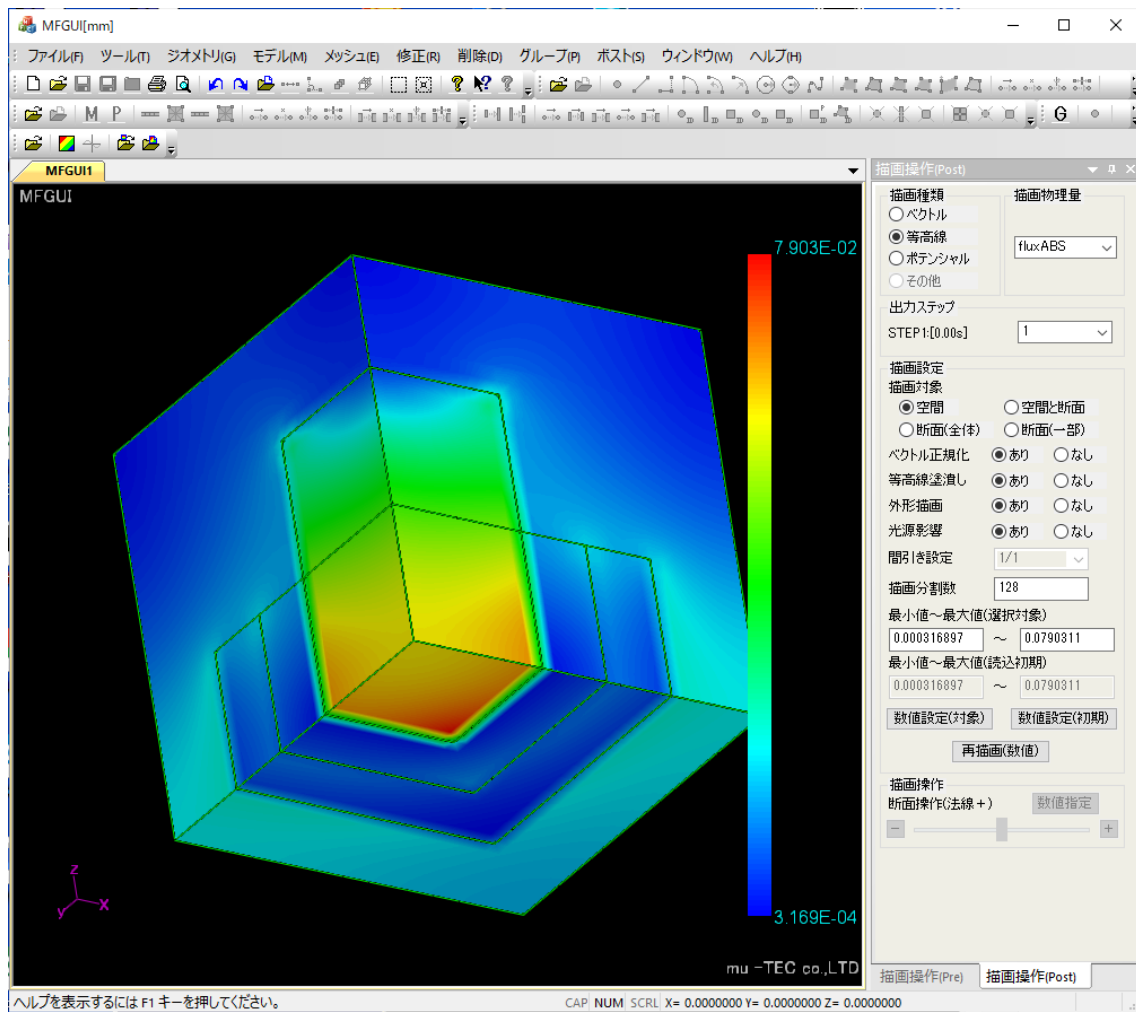 MFGUI[mm]
ファイル(F) ツール(T) ジオメトリ(G) モデル(M) メッシュ(E) 修正(R) 削除(D) グループ(P) ポスト(S) ウィンドウ(W) ヘルプ(H)
M P G
MFGUI1
MFGUI
7.903E-02
3.169E-04
z
y x
mu -TEC co.,LTD
描画操作(Post)
描画種類 描画物理量
ベクトル
等高線 fluxABS
ポテンシャル
その他
出力ステップ
STEP1:[0.00s] 1
描画設定
描画対象
空間 空間と断面
断面(全体) 断面(一部)
ベクトル正規化 あり なし
等高線塗潰し あり なし
外形描画 あり なし
光源影響 あり なし
間引き設定 1/1
描画分割数 128
最小値～最大値(選択対象)
0.000316897 ～ 0.0790311
最小値～最大値(読込初期)
0.000316897 ～ 0.0790311
数値設定(対象) 数値設定(初期)
再描画(数値)
描画操作
断面操作(法線+) 数値指定
描画操作(Pre) 描画操作(Post)
ヘルプを表示するには F1 キーを押してください。 CAP NUM SCRL X= 0.0000000 Y= 0.0000000 Z= 0.0000000